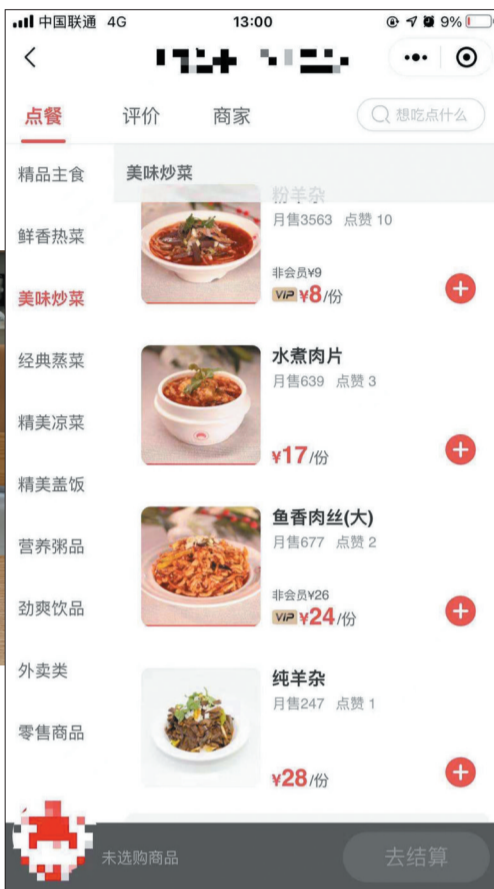 中国联通 4G 13:00 9%
点餐 评价 商家 想吃点什么
精品主食
鲜香热菜
美味炒菜
经典蒸菜
精美凉菜
精美盖饭
营养粥品
劲爽饮品
外卖类
零售商品
美味炒菜
粉羊杂
月售3563 点赞 10
非会员¥9
VIP ¥8/份
水煮肉片
月售639 点赞 3
¥17/份
鱼香肉丝(大)
月售677 点赞 2
非会员¥26
VIP ¥24/份
纯羊杂
月售247 点赞 1
¥28/份
未选购商品 去结算